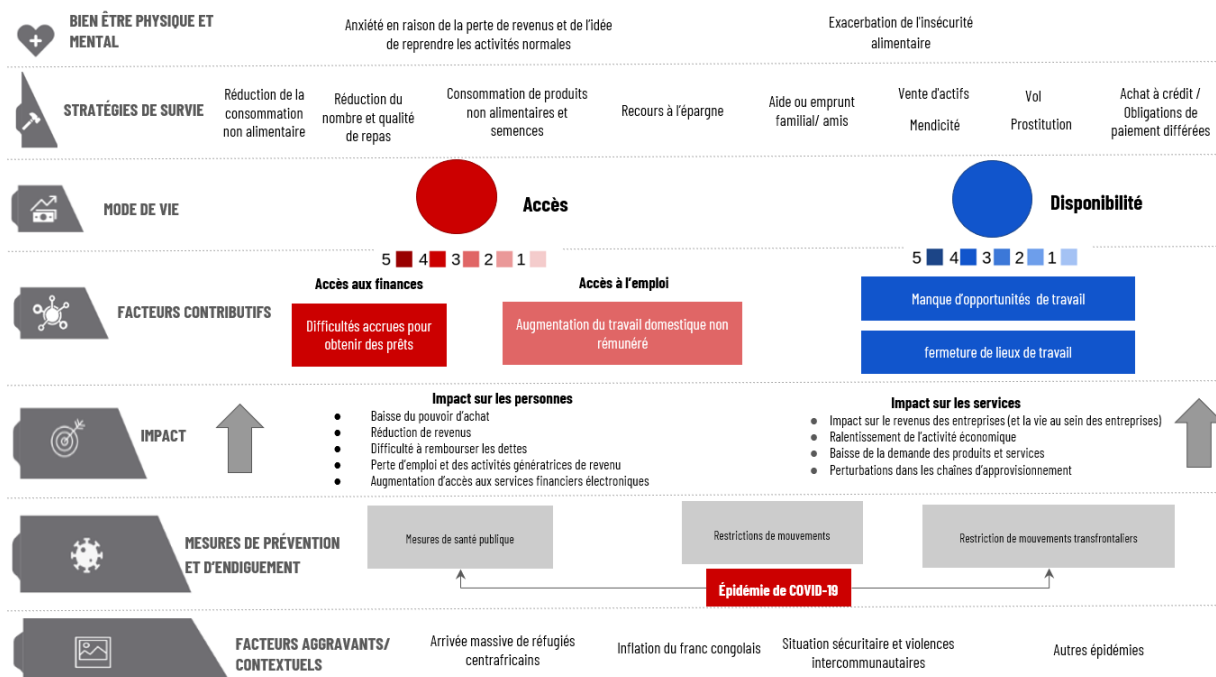 BIEN ÊTRE PHYSIQUE ET
MENTAL
Anxiété en raison de la perte de revenus et de l'idée
de reprendre les activités normales
Exacerbation de l'insécurité
alimentaire
STRATÉGIES DE SURVIE
Réduction de la
consommation
non alimentaire
Réduction du
nombre et qualité
de repas
Consommation de produits
non alimentaires et
semences
Recours à l'épargne
Aide ou emprunt
familial/ amis
Vente d'actifs
Mendicité
Vol
Prostitution
Achat à crédit /
Obligations de
paiement différées
MODE DE VIE
Accès
Disponibilité
5 4 3 2 1
5 4 3 2 1
FACTEURS CONTRIBUTIFS
Accès aux finances
Difficultés accrues pour
obtenir des prêts
Accès à l'emploi
Augmentation du travail domestique non
rémunéré
Manque d'opportunités de travail
fermeture de lieux de travail
IMPACT
Impact sur les personnes
● Baisse du pouvoir d'achat
● Réduction de revenus
● Difficulté à rembourser les dettes
● Perte d'emploi et des activités génératrices de revenu
● Augmentation d'accès aux services financiers électroniques
Impact sur les services
● Impact sur le revenus des entreprises (et la vie au sein des entreprises)
● Ralentissement de l'activité économique
● Baisse de la demande des produits et services
● Perturbations dans les chaînes d'approvisionnement
MESURES DE PRÉVENTION
ET D'ENDIGUEMENT
Mesures de santé publique
Restrictions de mouvements
Restriction de mouvements transfrontaliers
Épidémie de COVID-19
FACTEURS AGGRAVANTS/
CONTEXTUELS
Arrivée massive de réfugiés
centrafricains
Inflation du franc congolais
Situation sécuritaire et violences
intercommunautaires
Autres épidémies